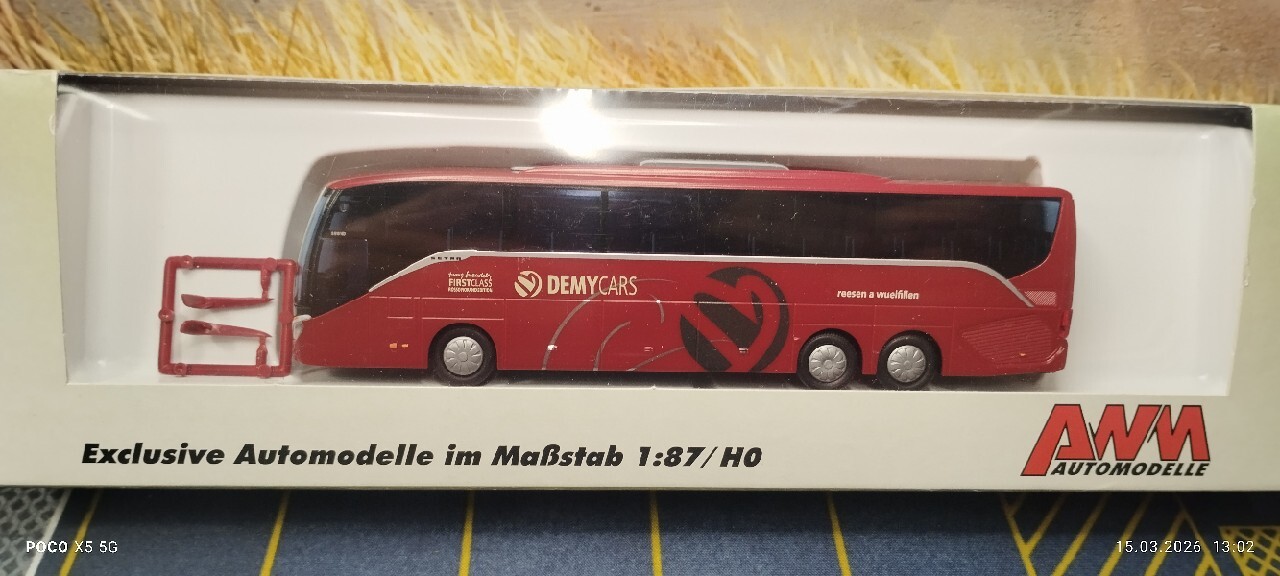 SETRA
FIRSTCLASS
DEMYCARS
reesen a wuelfillen
Exclusive Automodelle im Maßstab 1:87/H0
AWM
AUTOMODELLE
POCO X5 5G
15.03.2026 13:02